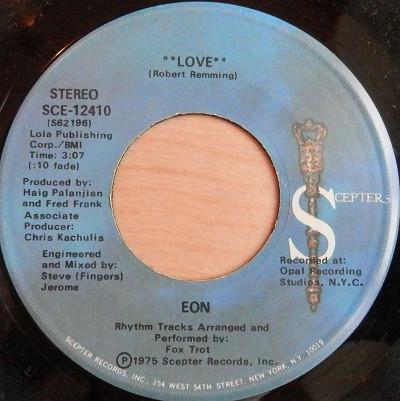 **LOVE**
(Robert Remming)
STEREO
SCE-12410
(S62196)
Lola Publishing
Corp./BMI
Time: 3:07
(:10 fade)
Produced by:
Haig Palanjian
and Fred Frank
Associate
Producer:
Chris Kachulis
Engineered
and Mixed by:
Steve (Fingers)
Jerome
SCEPTER
Recorded at:
Opal Recording
Studios, N.Y.C.
EON
Rhythm Tracks Arranged and
Performed by:
Fox Trot
Ⓟ1975 Scepter Records, Inc.
SCEPTER RECORDS, INC. 254 WEST 54TH STREET, NEW YORK, N.Y. 10019